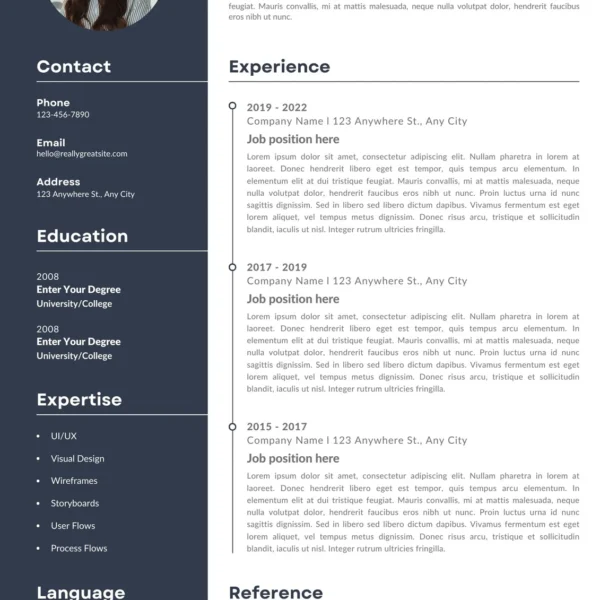 Contact
Phone
123-456-7890
Email
hello@reallygreatsite.com
Address
123 Anywhere St., Any City
Education
2008
Enter Your Degree
University/College
2008
Enter Your Degree
University/College
Expertise
UI/UX
Visual Design
Wireframes
Storyboards
User Flows
Process Flows
Language
feugiat. Mauris convallis, mi at mattis malesuada, neque nulla volutpat dolor, hendrerit faucibus
eros nibh ut nunc.
Experience
2019 - 2022
Company Name l 123 Anywhere St., Any City
Job position here
Lorem ipsum dolor sit amet, consectetur adipiscing elit. Nullam pharetra in lorem at
laoreet. Donec hendrerit libero eget est tempor, quis tempus arcu elementum. In
elementum elit at dui tristique feugiat. Mauris convallis, mi at mattis malesuada, neque
nulla volutpat dolor, hendrerit faucibus eros nibh ut nunc. Proin luctus urna id nunc
sagittis dignissim. Sed in libero sed libero dictum dapibus. Vivamus fermentum est eget
lorem aliquet, vel tempus metus dignissim. Donec risus arcu, tristique et sollicitudin
blandit, iaculis ut nisl. Integer rutrum ultricies fringilla.
2017 - 2019
Company Name l 123 Anywhere St., Any City
Job position here
Lorem ipsum dolor sit amet, consectetur adipiscing elit. Nullam pharetra in lorem at
laoreet. Donec hendrerit libero eget est tempor, quis tempus arcu elementum. In
elementum elit at dui tristique feugiat. Mauris convallis, mi at mattis malesuada, neque
nulla volutpat dolor, hendrerit faucibus eros nibh ut nunc. Proin luctus urna id nunc
sagittis dignissim. Sed in libero sed libero dictum dapibus. Vivamus fermentum est eget
lorem aliquet, vel tempus metus dignissim. Donec risus arcu, tristique et sollicitudin
blandit, iaculis ut nisl. Integer rutrum ultricies fringilla.
2015 - 2017
Company Name l 123 Anywhere St., Any City
Job position here
Lorem ipsum dolor sit amet, consectetur adipiscing elit. Nullam pharetra in lorem at
laoreet. Donec hendrerit libero eget est tempor, quis tempus arcu elementum. In
elementum elit at dui tristique feugiat. Mauris convallis, mi at mattis malesuada, neque
nulla volutpat dolor, hendrerit faucibus eros nibh ut nunc. Proin luctus urna id nunc
sagittis dignissim. Sed in libero sed libero dictum dapibus. Vivamus fermentum est eget
lorem aliquet, vel tempus metus dignissim. Donec risus arcu, tristique et sollicitudin
blandit, iaculis ut nisl. Integer rutrum ultricies fringilla.
Reference